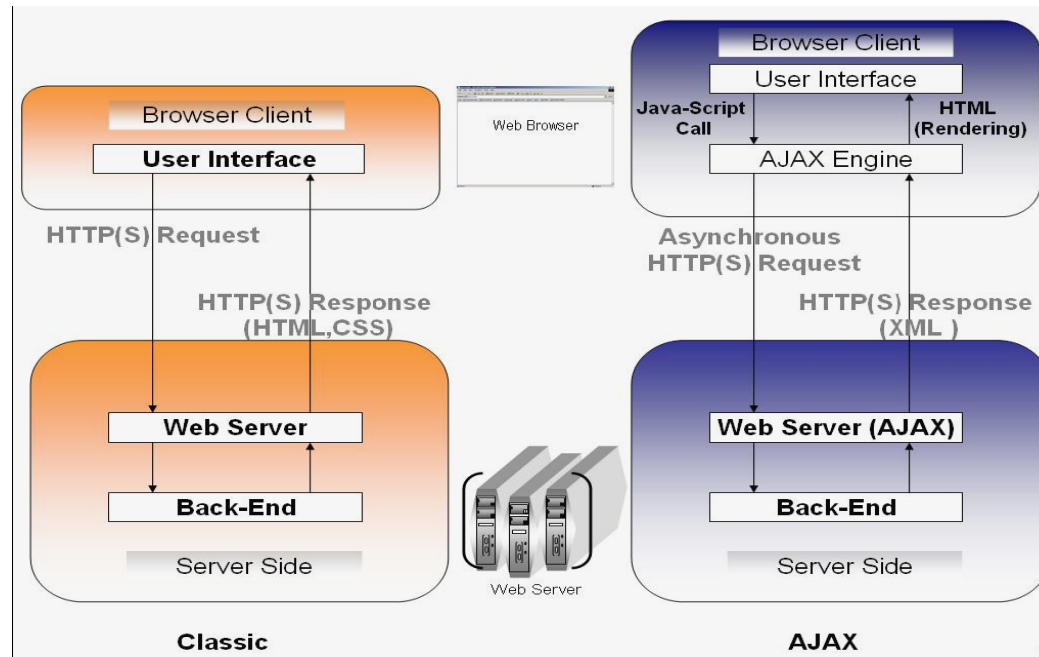 Browser Client
User Interface
HTTP(S) Request
HTTP(S) Response
(HTML,CSS)
Web Server
Back-End
Server Side
Classic
Web Browser
Web Server
Browser Client
User Interface
Java-Script
Call
HTML
(Rendering)
AJAX Engine
Asynchronous
HTTP(S) Request
HTTP(S) Response
(XML )
Web Server (AJAX)
Back-End
Server Side
AJAX